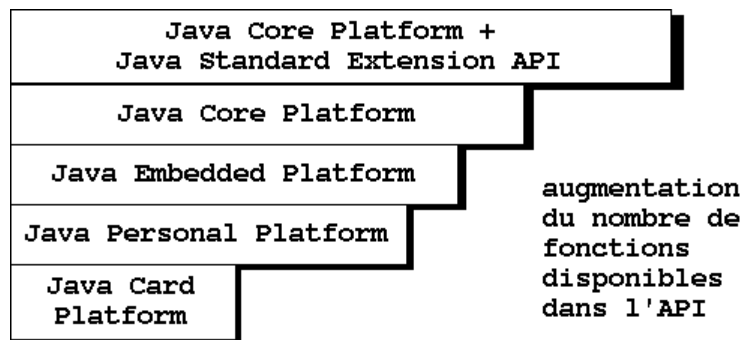 Java Core Platform +
Java Standard Extension API
Java Core Platform
Java Embedded Platform
Java Personal Platform
Java Card
Platform
augmentation
du nombre de
fonctions
disponibles
dans l'API